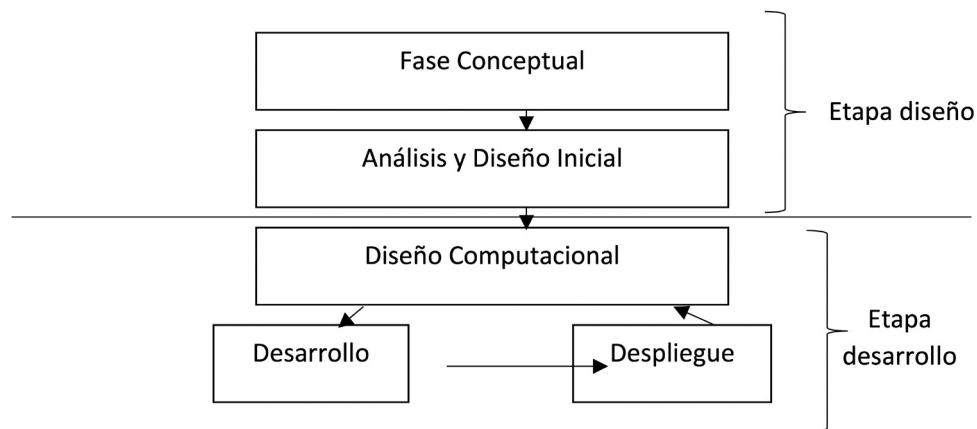 Fase Conceptual
Etapa diseño
Análisis y Diseño Inicial
Diseño Computacional
Etapa
desarrollo
Desarrollo
Despliegue